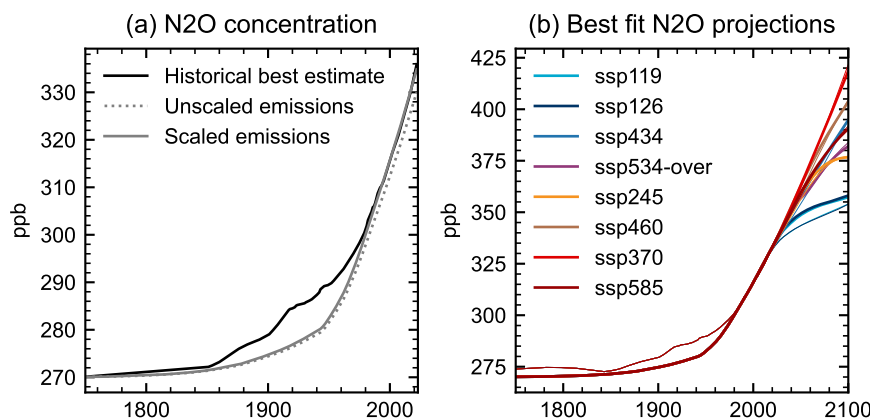 (a) N2O concentration
ppb
330
320
310
300
290
280
270
1800
1900
2000
Historical best estimate
Unscaled emissions
Scaled emissions
(b) Best fit N2O projections
ppb
425
400
375
350
325
300
275
1800
1900
2000
2100
ssp119
ssp126
ssp434
ssp534-over
ssp245
ssp460
ssp370
ssp585